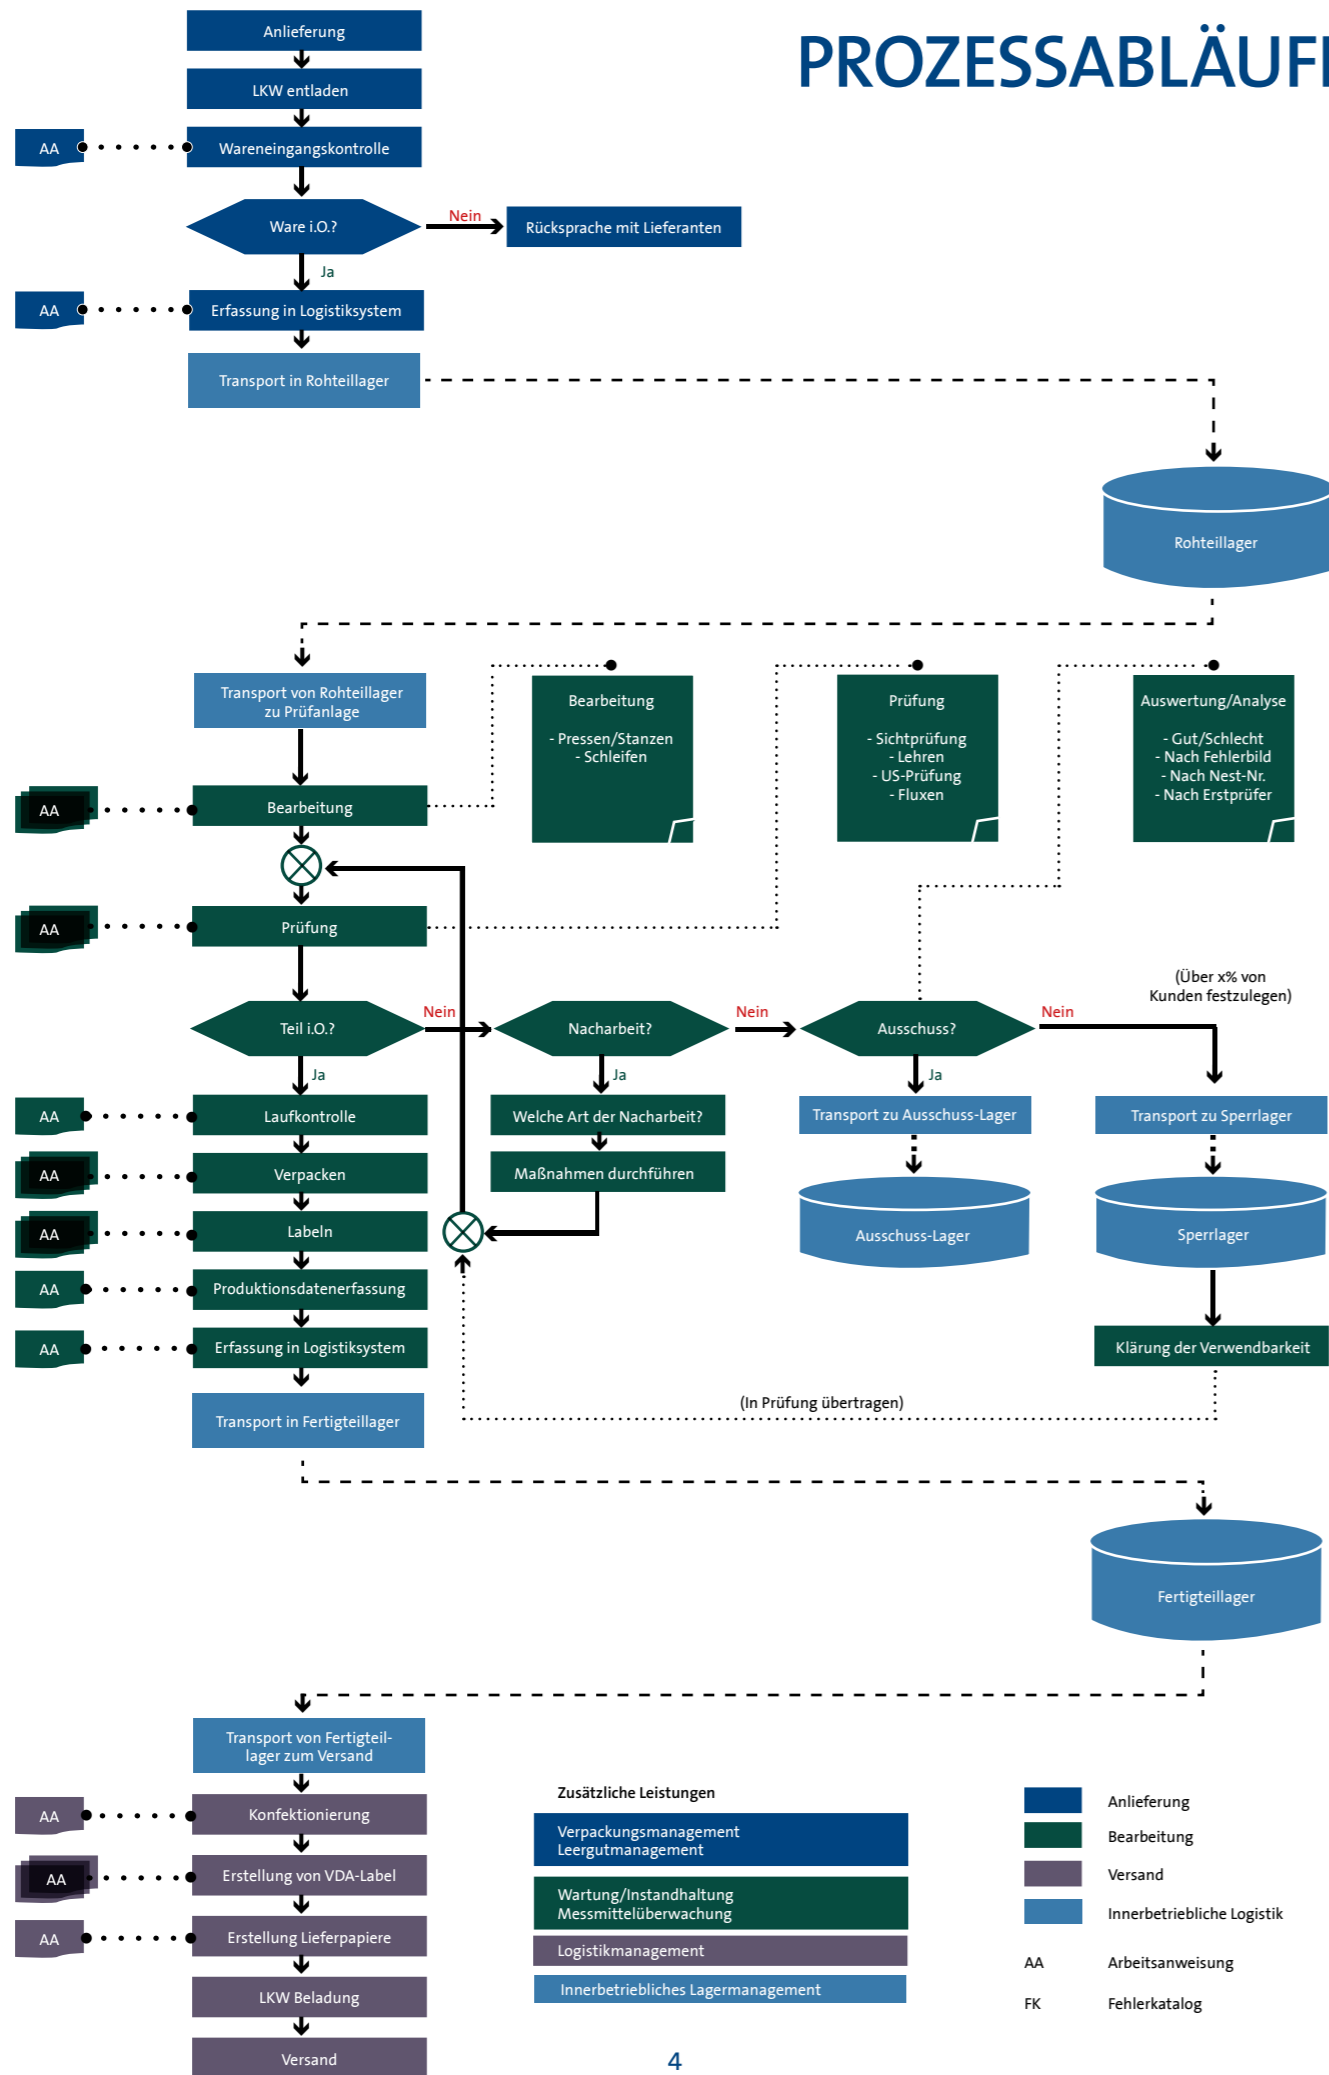 PROZESSABLÄUFE
Anlieferung
LKW entladen
AA
Wareneingangskontrolle
Ware i.O.?
Nein
Rücksprache mit Lieferanten
Ja
AA
Erfassung in Logistiksystem
Transport in Rohteillager
Rohteillager
Transport von Rohteillager
zu Prüfanlage
Bearbeitung
- Pressen/Stanzen
- Schleifen
Prüfung
- Sichtprüfung
- Lehren
- US-Prüfung
- Fluxen
Auswertung/Analyse
- Gut/Schlecht
- Nach Fehlerbild
- Nach Nest-Nr.
- Nach Erstprüfer
AA
Bearbeitung
AA
Prüfung
(Über x% von
Kunden festzulegen)
Teil i.O.?
Nein
Nacharbeit?
Nein
Ausschuss?
Nein
Ja
Ja
Ja
AA
Laufkontrolle
Welche Art der Nacharbeit?
Transport zu Ausschuss-Lager
Transport zu Sperrlager
AA
Verpacken
Maßnahmen durchführen
AA
Labeln
Ausschuss-Lager
Sperrlager
AA
Produktionsdatenerfassung
AA
Erfassung in Logistiksystem
Klärung der Verwendbarkeit
(In Prüfung übertragen)
Transport in Fertigteillager
Fertigteillager
Transport von Fertigteil-
lager zum Versand
AA
Konfektionierung
AA
Erstellung von VDA-Label
AA
Erstellung Lieferpapiere
LKW Beladung
Versand
Zusätzliche Leistungen
Verpackungsmanagement
Leergutmanagement
Wartung/Instandhaltung
Messmittelüberwachung
Logistikmanagement
Innerbetriebliches Lagermanagement
Anlieferung
Bearbeitung
Versand
Innerbetriebliche Logistik
AA Arbeitsanweisung
FK Fehlerkatalog
4